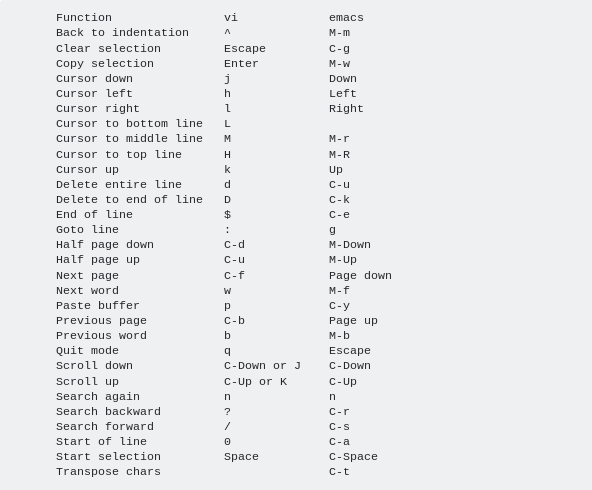 Function                vi             emacs
Back to indentation     ^              M-m
Clear selection         Escape         C-g
Copy selection          Enter          M-w
Cursor down             j              Down
Cursor left             h              Left
Cursor right            l              Right
Cursor to bottom line   L
Cursor to middle line   M              M-r
Cursor to top line      H              M-R
Cursor up               k              Up
Delete entire line      d              C-u
Delete to end of line   D              C-k
End of line             $              C-e
Goto line               :              g
Half page down          C-d            M-Down
Half page up            C-u            M-Up
Next page               C-f            Page down
Next word               w              M-f
Paste buffer            p              C-y
Previous page           C-b            Page up
Previous word           b              M-b
Quit mode               q              Escape
Scroll down             C-Down or J    C-Down
Scroll up               C-Up or K      C-Up
Search again            n              n
Search backward         ?              C-r
Search forward          /              C-s
Start of line           0              C-a
Start selection         Space          C-Space
Transpose chars                        C-t